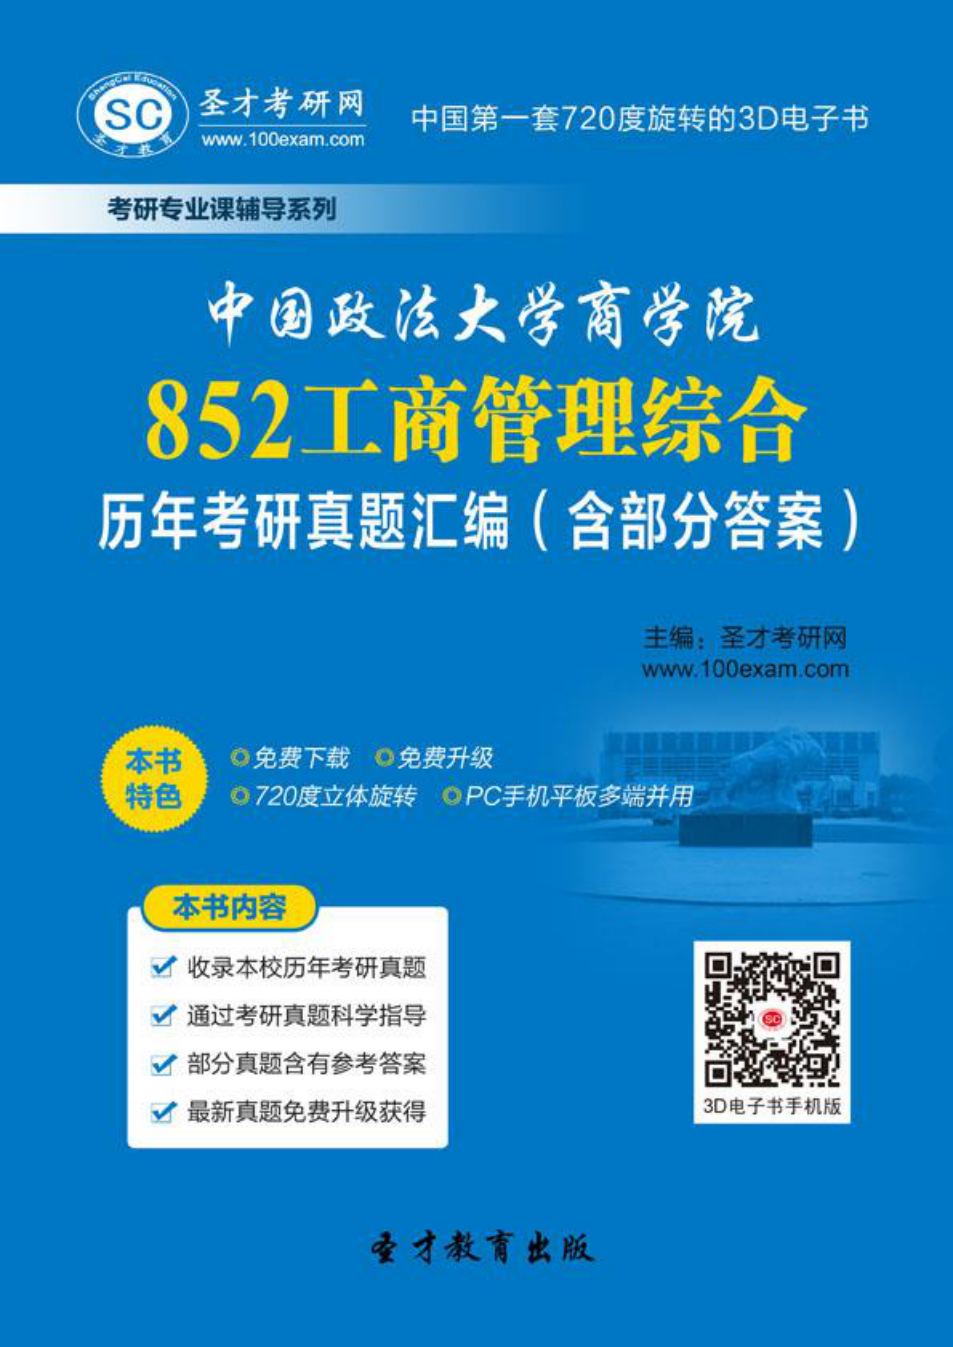 ShengCai Education
SC
圣才教育
圣才考研网
www.100exam.com
中国第一套720度旋转的3D电子书
考研专业课辅导系列
中国政法大学商学院
852工商管理综合
历年考研真题汇编（含部分答案）
主编：圣才考研网
www.100exam.com
本书
特色
◎免费下载 ◎免费升级
◎720度立体旋转 ◎PC手机平板多端并用
本书内容
收录本校历年考研真题
通过考研真题科学指导
部分真题含有参考答案
最新真题免费升级获得
SC
3D电子书手机版
圣才教育出版